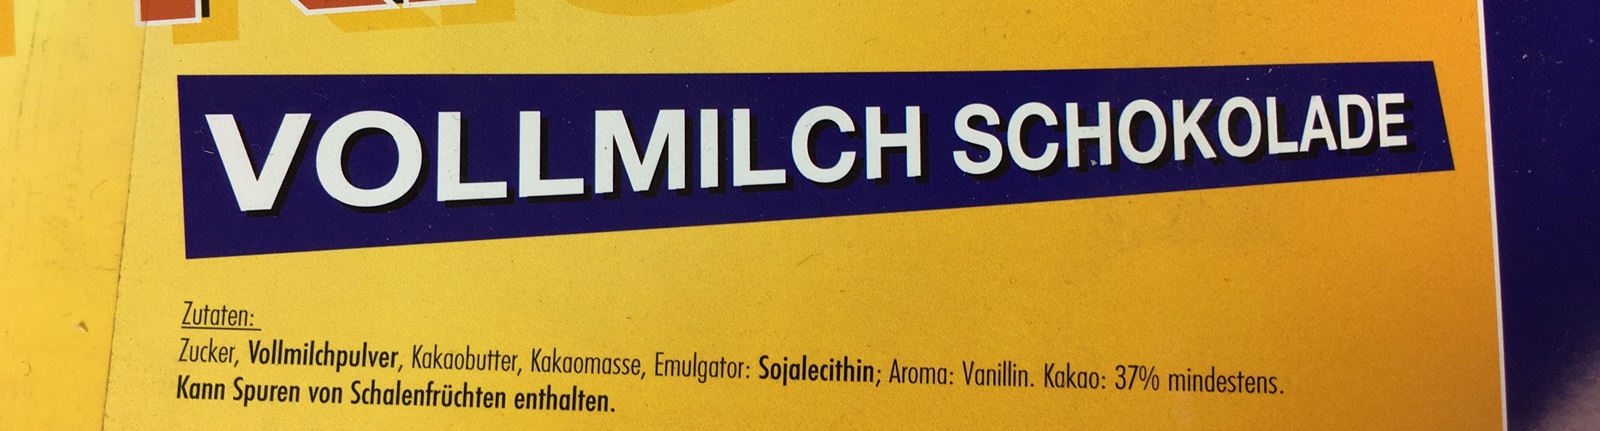 VOLLMILCH SCHOKOLADE
Zutaten:
Zucker, Vollmilchpulver, Kakaobutter, Kakaomasse, Emulgator: Sojalecithin; Aroma: Vanillin. Kakao: 37% mindestens.
Kann Spuren von Schalenfrüchten enthalten.